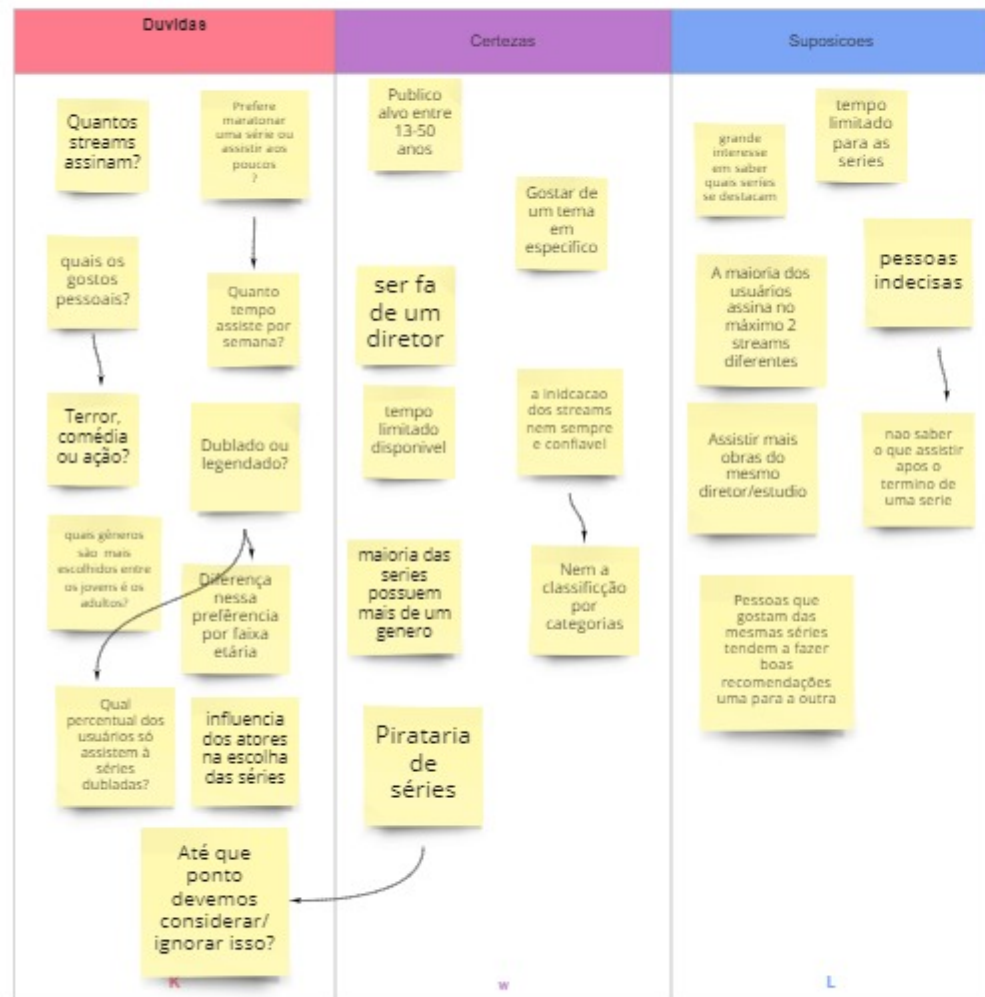 Duvidas
Certezas
Suposicoes
Quantos
streams
assinam?
Prefere
maratonar
uma série ou
assistir aos
poucos
?
quais os
gostos
pessoais?
Quanto
tempo
assiste por
semana?
Terror,
comédia
ou ação?
Dublado ou
legendado?
quais gêneros
são mais
escolhidos entre
os jovens é os
adultos?
Diferença
nessa
prefêrencia
por faixa
etária
Qual
percentual dos
usuários só
assistem à
séries
dubladas?
influencia
dos atores
na escolha
das séries
Até que
ponto
devemos
considerar/
ignorar isso?
K
Publico
alvo entre
13-50
anos
Gostar de
um tema
em
especifico
ser fa
de um
diretor
tempo
limitado
disponivel
a inidcacao
dos streams
nem sempre
e confiavel
maioria das
series
possuem
mais de um
genero
Nem a
classificção
por
categorias
Pirataria
de
séries
w
grande
interesse
em saber
quais series
se destacam
tempo
limitado
para as
series
A maioria dos
usuários
assina no
máximo 2
streams
diferentes
pessoas
indecisas
Assistir mais
obras do
mesmo
diretor/estudio
nao saber
o que assistir
apos o
termino de
uma serie
Pessoas que
gostam das
mesmas séries
tendem a fazer
boas
recomendações
uma para a outra
L